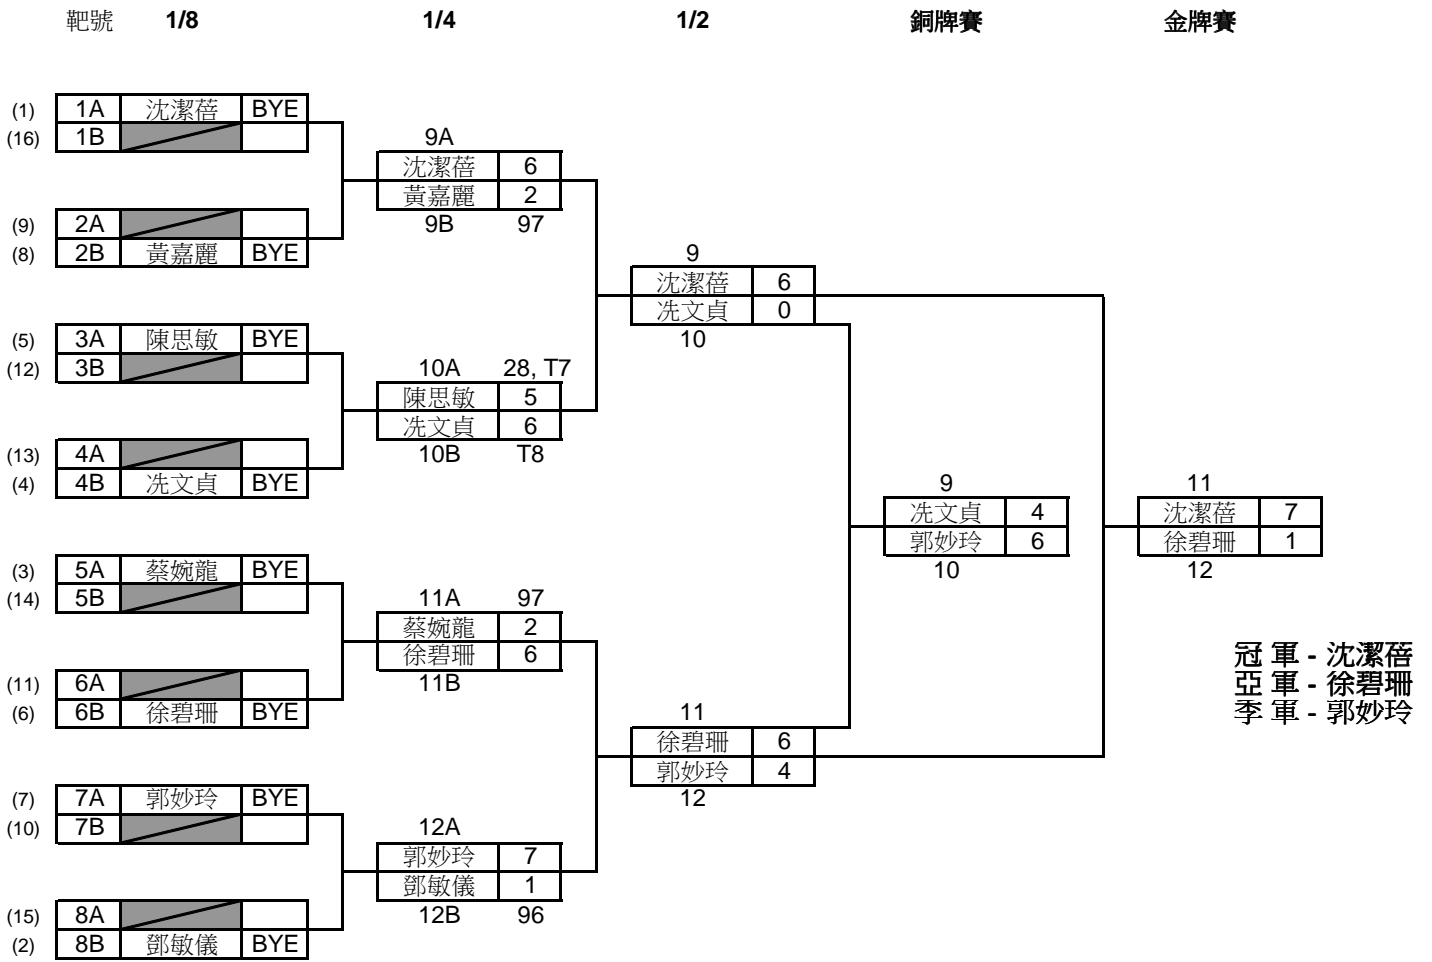 靶號 1/8 1/4 1/2 銅牌賽 金牌賽
(1) 1A 沈潔蓓 BYE
(16) 1B
9A
沈潔蓓 6
黃嘉麗 2
9B 97
(9) 2A
(8) 2B 黃嘉麗 BYE
9
沈潔蓓 6
冼文貞 0
10
(5) 3A 陳思敏 BYE
(12) 3B
10A 28, T7
陳思敏 5
冼文貞 6
10B T8
(13) 4A
(4) 4B 冼文貞 BYE
9
冼文貞 4
郭妙玲 6
10
11
沈潔蓓 7
徐碧珊 1
12
(3) 5A 蔡婉龍 BYE
(14) 5B
11A 97
蔡婉龍 2
徐碧珊 6
11B
(11) 6A
(6) 6B 徐碧珊 BYE
冠 軍 - 沈潔蓓
亞 軍 - 徐碧珊
季 軍 - 郭妙玲
11
徐碧珊 6
郭妙玲 4
12
(7) 7A 郭妙玲 BYE
(10) 7B
12A
郭妙玲 7
鄧敏儀 1
12B 96
(15) 8A
(2) 8B 鄧敏儀 BYE